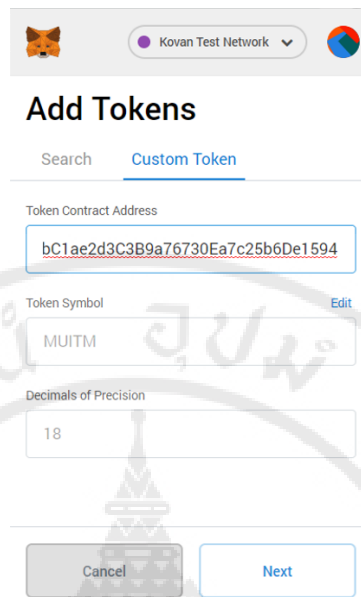 Kovan Test Network
Add Tokens
Search Custom Token
Token Contract Address
bC1ae2d3C3B9a76730Ea7c25b6De1594
Token Symbol Edit
MUITM
Decimals of Precision
18
Cancel Next